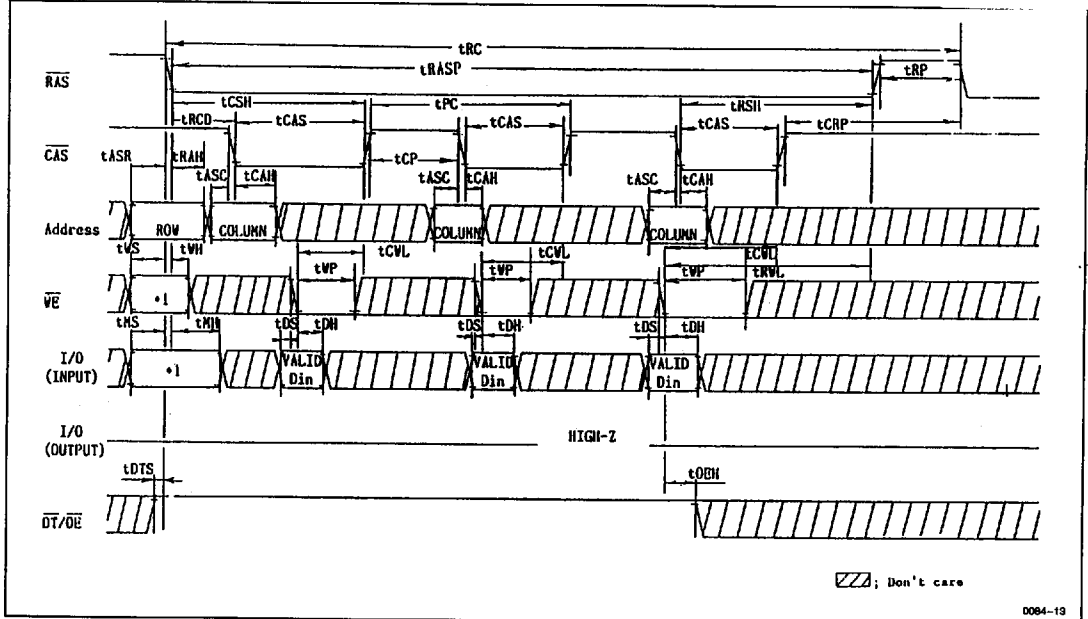 tRC
tRASP
RAS
tRP
tCSH
tPC
tRSH
tRCD
tCAS
tCAS
tCAS
tCRP
CAS
tASR
tRAH
tCP
tASC
tCAH
tASC
tCAH
tASC
tCAH
Address
ROW
COLUMN
COLUMN
COLUMN
tWS
tWH
tCWL
tCWL
tCWL
tWP
tWP
tWP
tRWL
WE
*1
tMS
tMH
tDS
tDH
tDS
tDH
tDS
tDH
I/O
(INPUT)
*1
VALID
Din
VALID
Din
VALID
Din
I/O
(OUTPUT)
HIGH-Z
tDTS
tOEH
DT/OE
; Don't care
0084-13